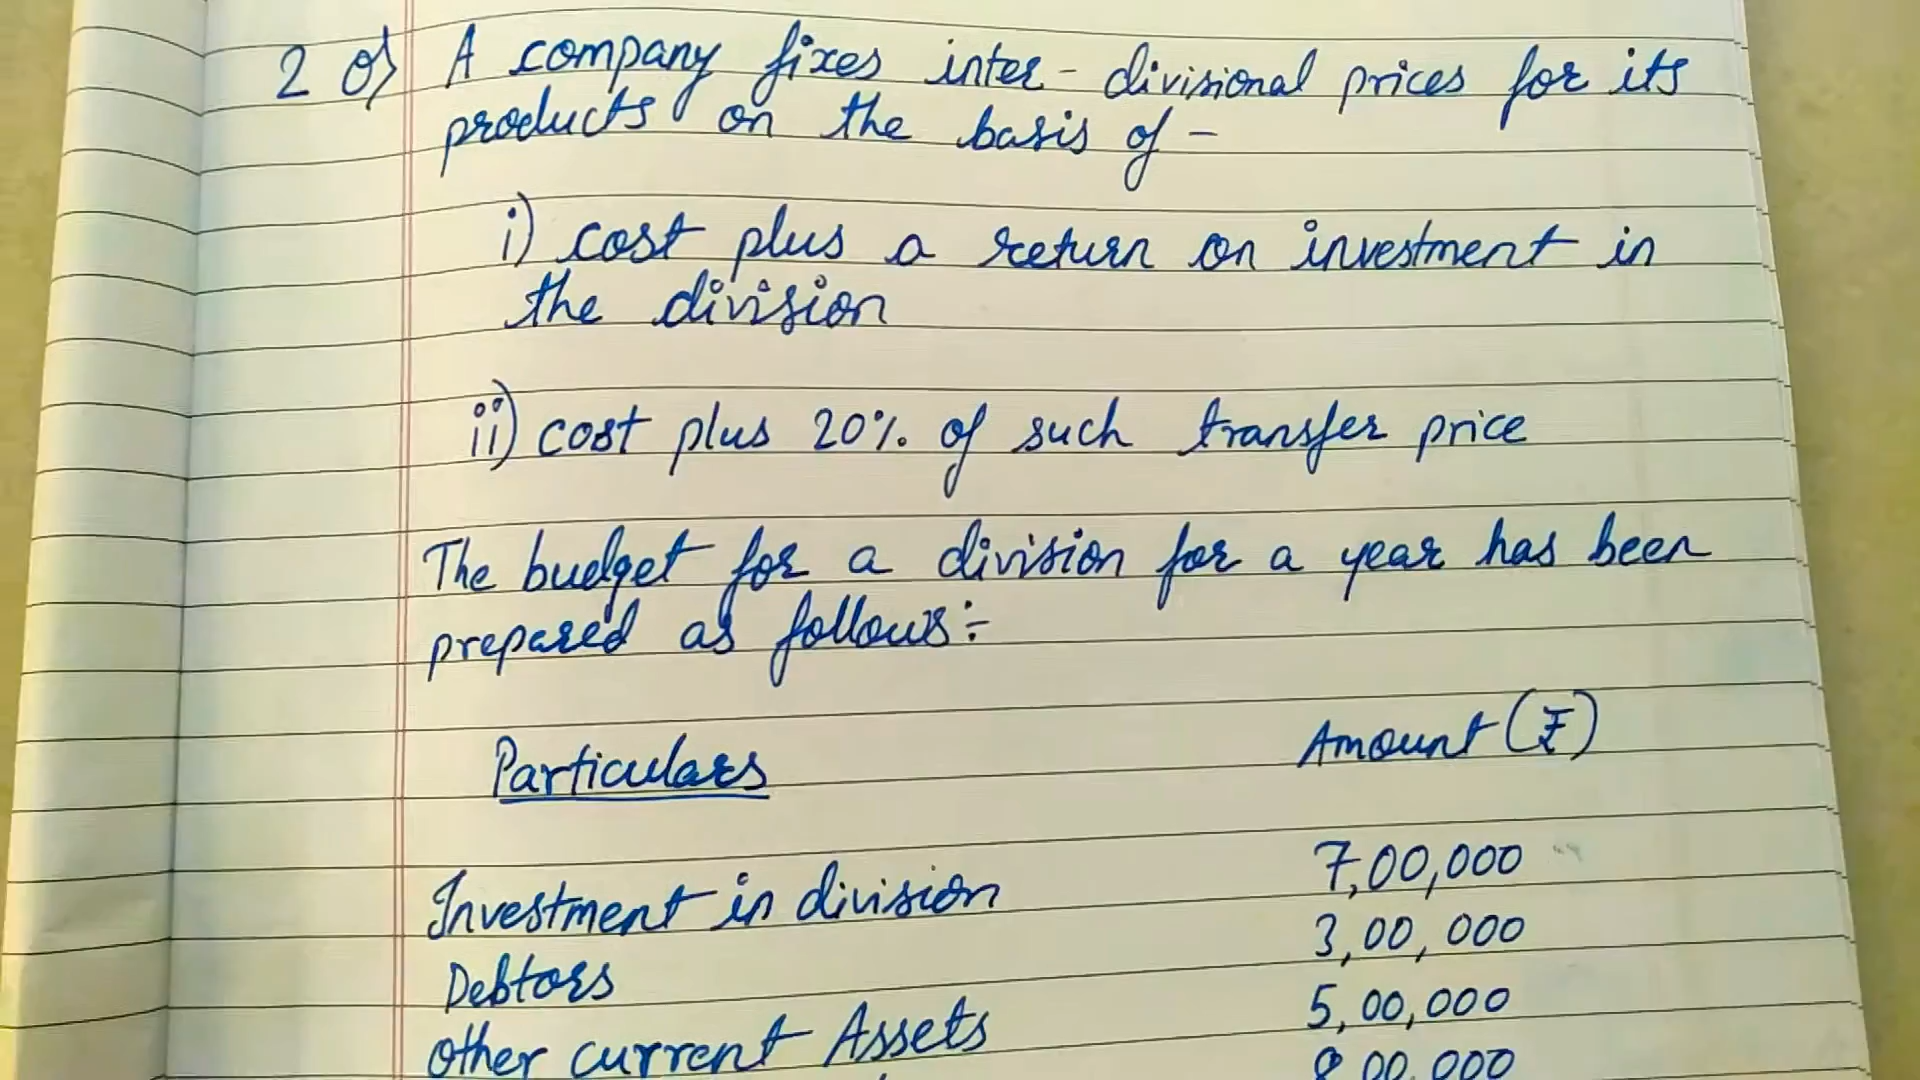 2 a) A company fixes inter-divisional prices for its
products on the basis of -
i) cost plus a return on investment in
the division
ii) cost plus 20% of such transfer price
The budget for a division for a year has been
prepared as follows:-
Particulars Amount (₹)
Investment in division 7,00,000
Debtors 3,00,000
Other current Assets 5,00,000
8,00,000